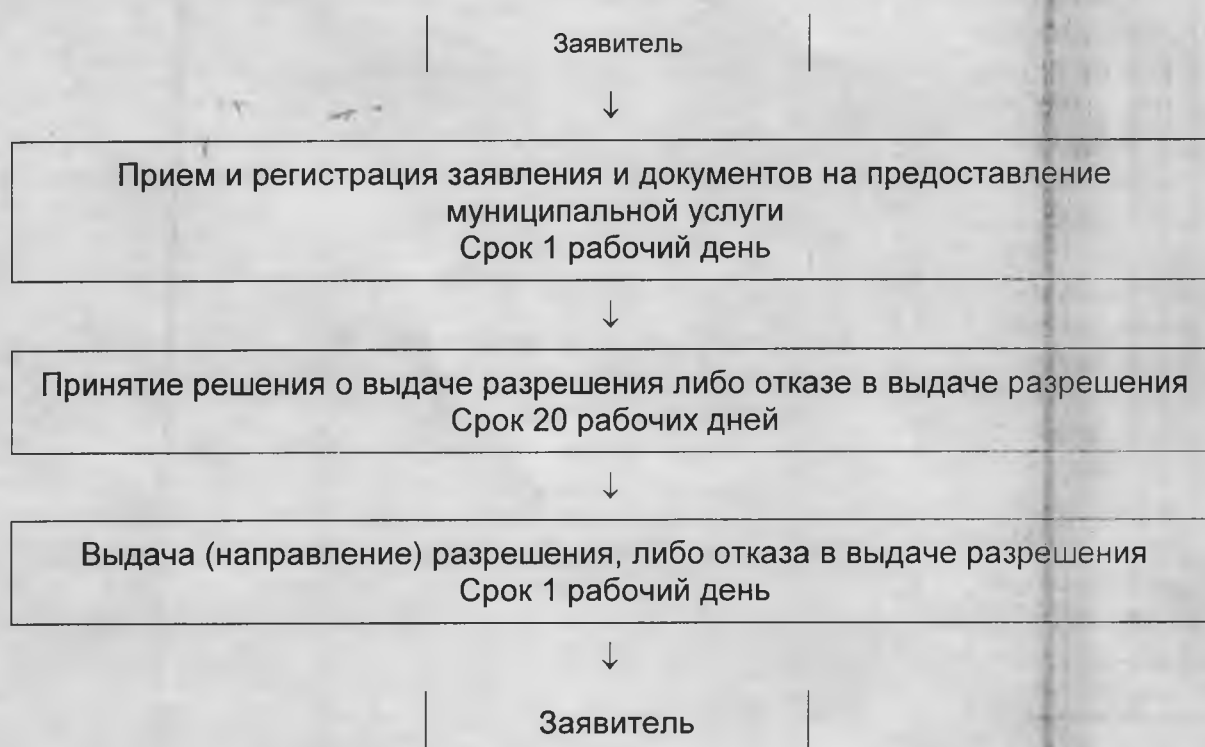 Заявитель
↓
Прием и регистрация заявления и документов на предоставление
муниципальной услуги
Срок 1 рабочий день
↓
Принятие решения о выдаче разрешения либо отказе в выдаче разрешения
Срок 20 рабочих дней
↓
Выдача (направление) разрешения, либо отказа в выдаче разрешения
Срок 1 рабочий день
↓
Заявитель